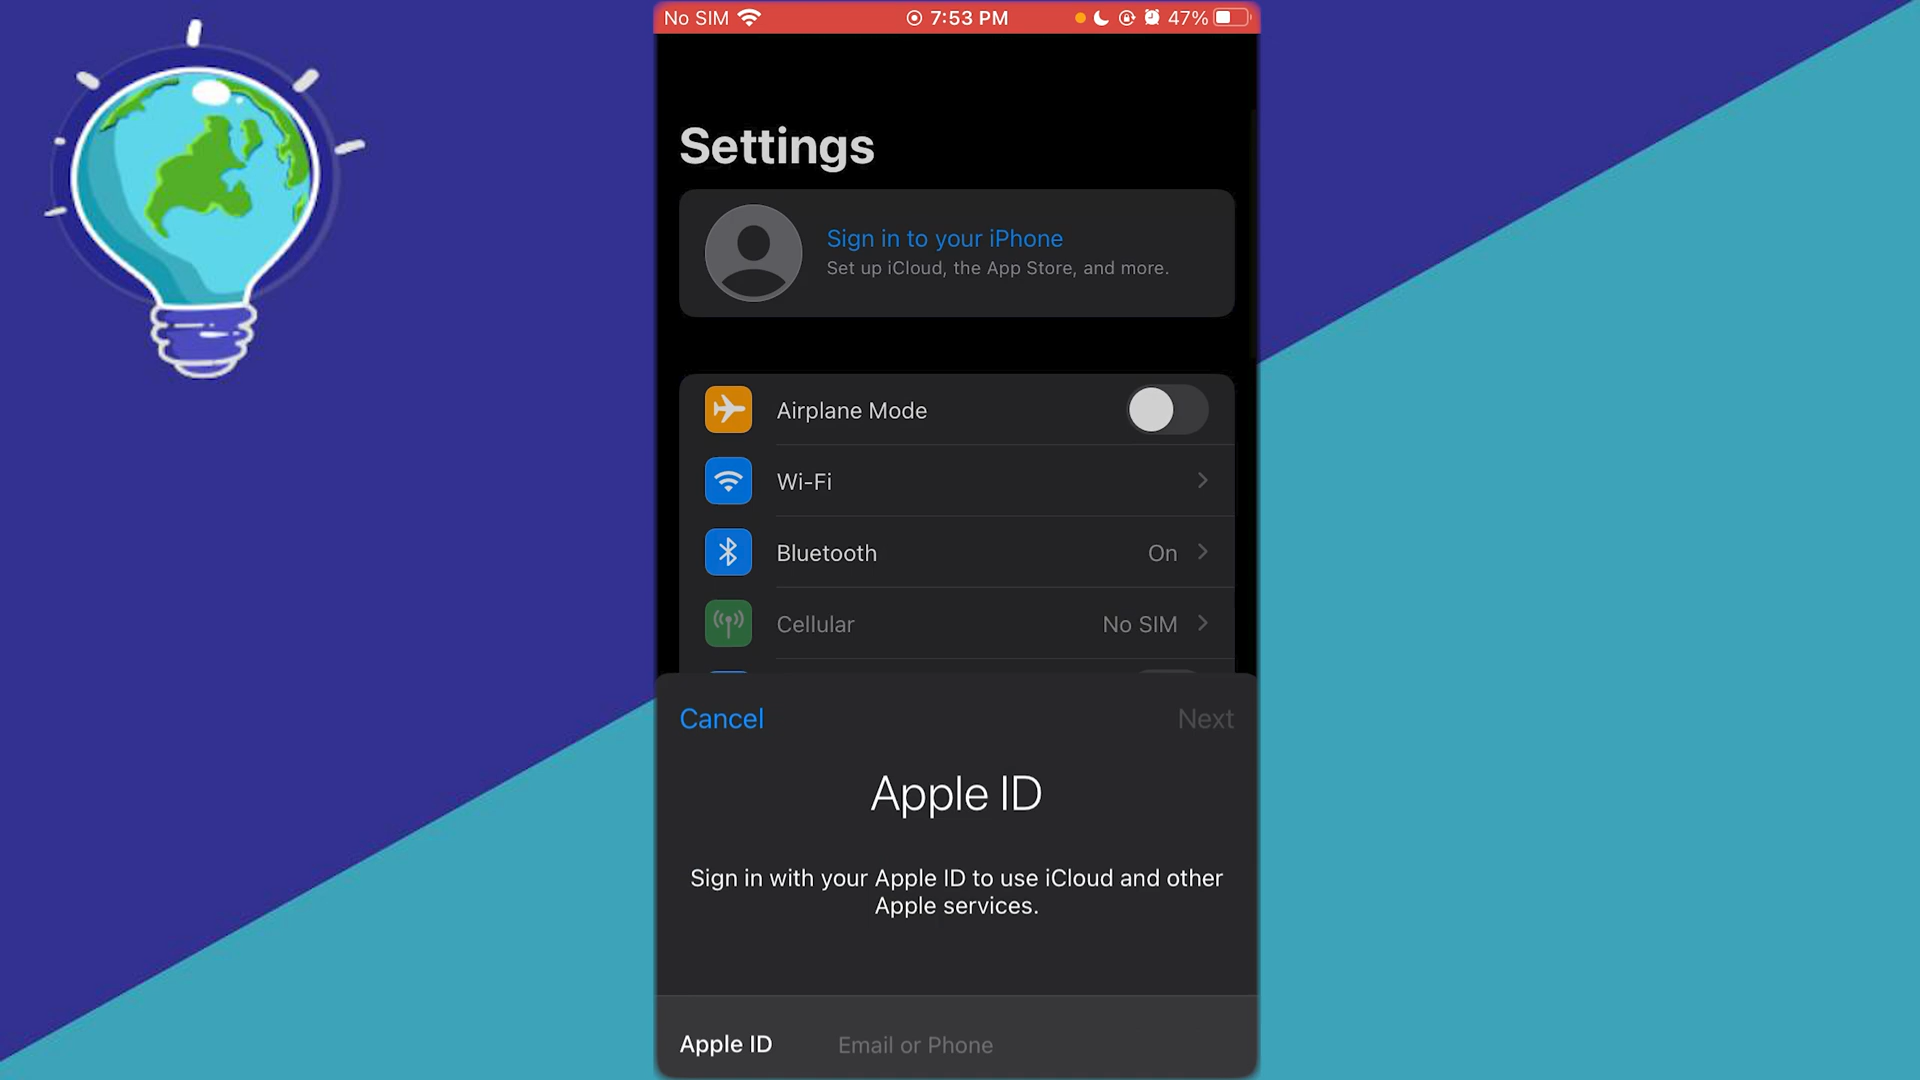 No SIM 7:53 PM 47%
Settings
Sign in to your iPhone
Set up iCloud, the App Store, and more.
Airplane Mode
Wi-Fi
Bluetooth On
Cellular No SIM
Cancel Next
Apple ID
Sign in with your Apple ID to use iCloud and other
Apple services.
Apple ID Email or Phone